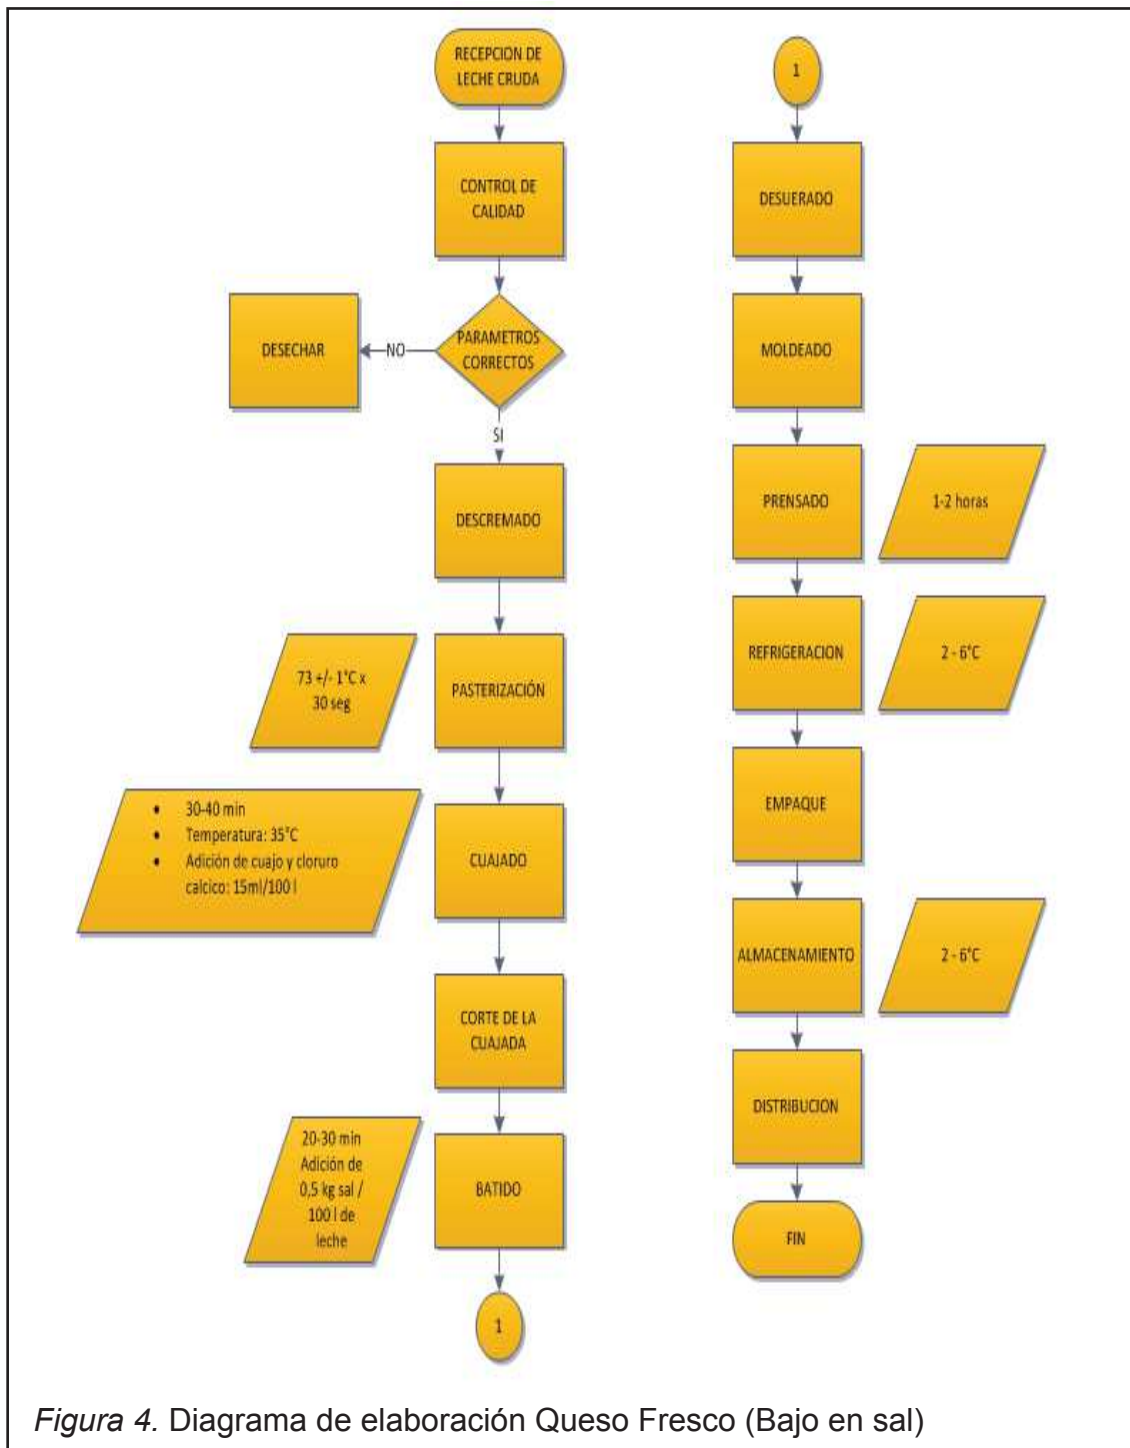 RECEPCION DE
LECHE CRUDA
CONTROL DE
CALIDAD
PARAMETROS
CORRECTOS
NO
DESECHAR
SI
DESCREMADO
73 +/- 1°C x
30 seg
PASTERIZACIÓN
• 30-40 min
• Temperatura: 35°C
• Adición de cuajo y cloruro
calcico: 15ml/100 l
CUAJADO
CORTE DE LA
CUAJADA
20-30 min
Adición de
0,5 kg sal /
100 l de
leche
BATIDO
1
1
DESUERADO
MOLDEADO
PRENSADO
1-2 horas
REFRIGERACION
2 - 6°C
EMPAQUE
ALMACENAMIENTO
2 - 6°C
DISTRIBUCION
FIN
Figura 4. Diagrama de elaboración Queso Fresco (Bajo en sal)